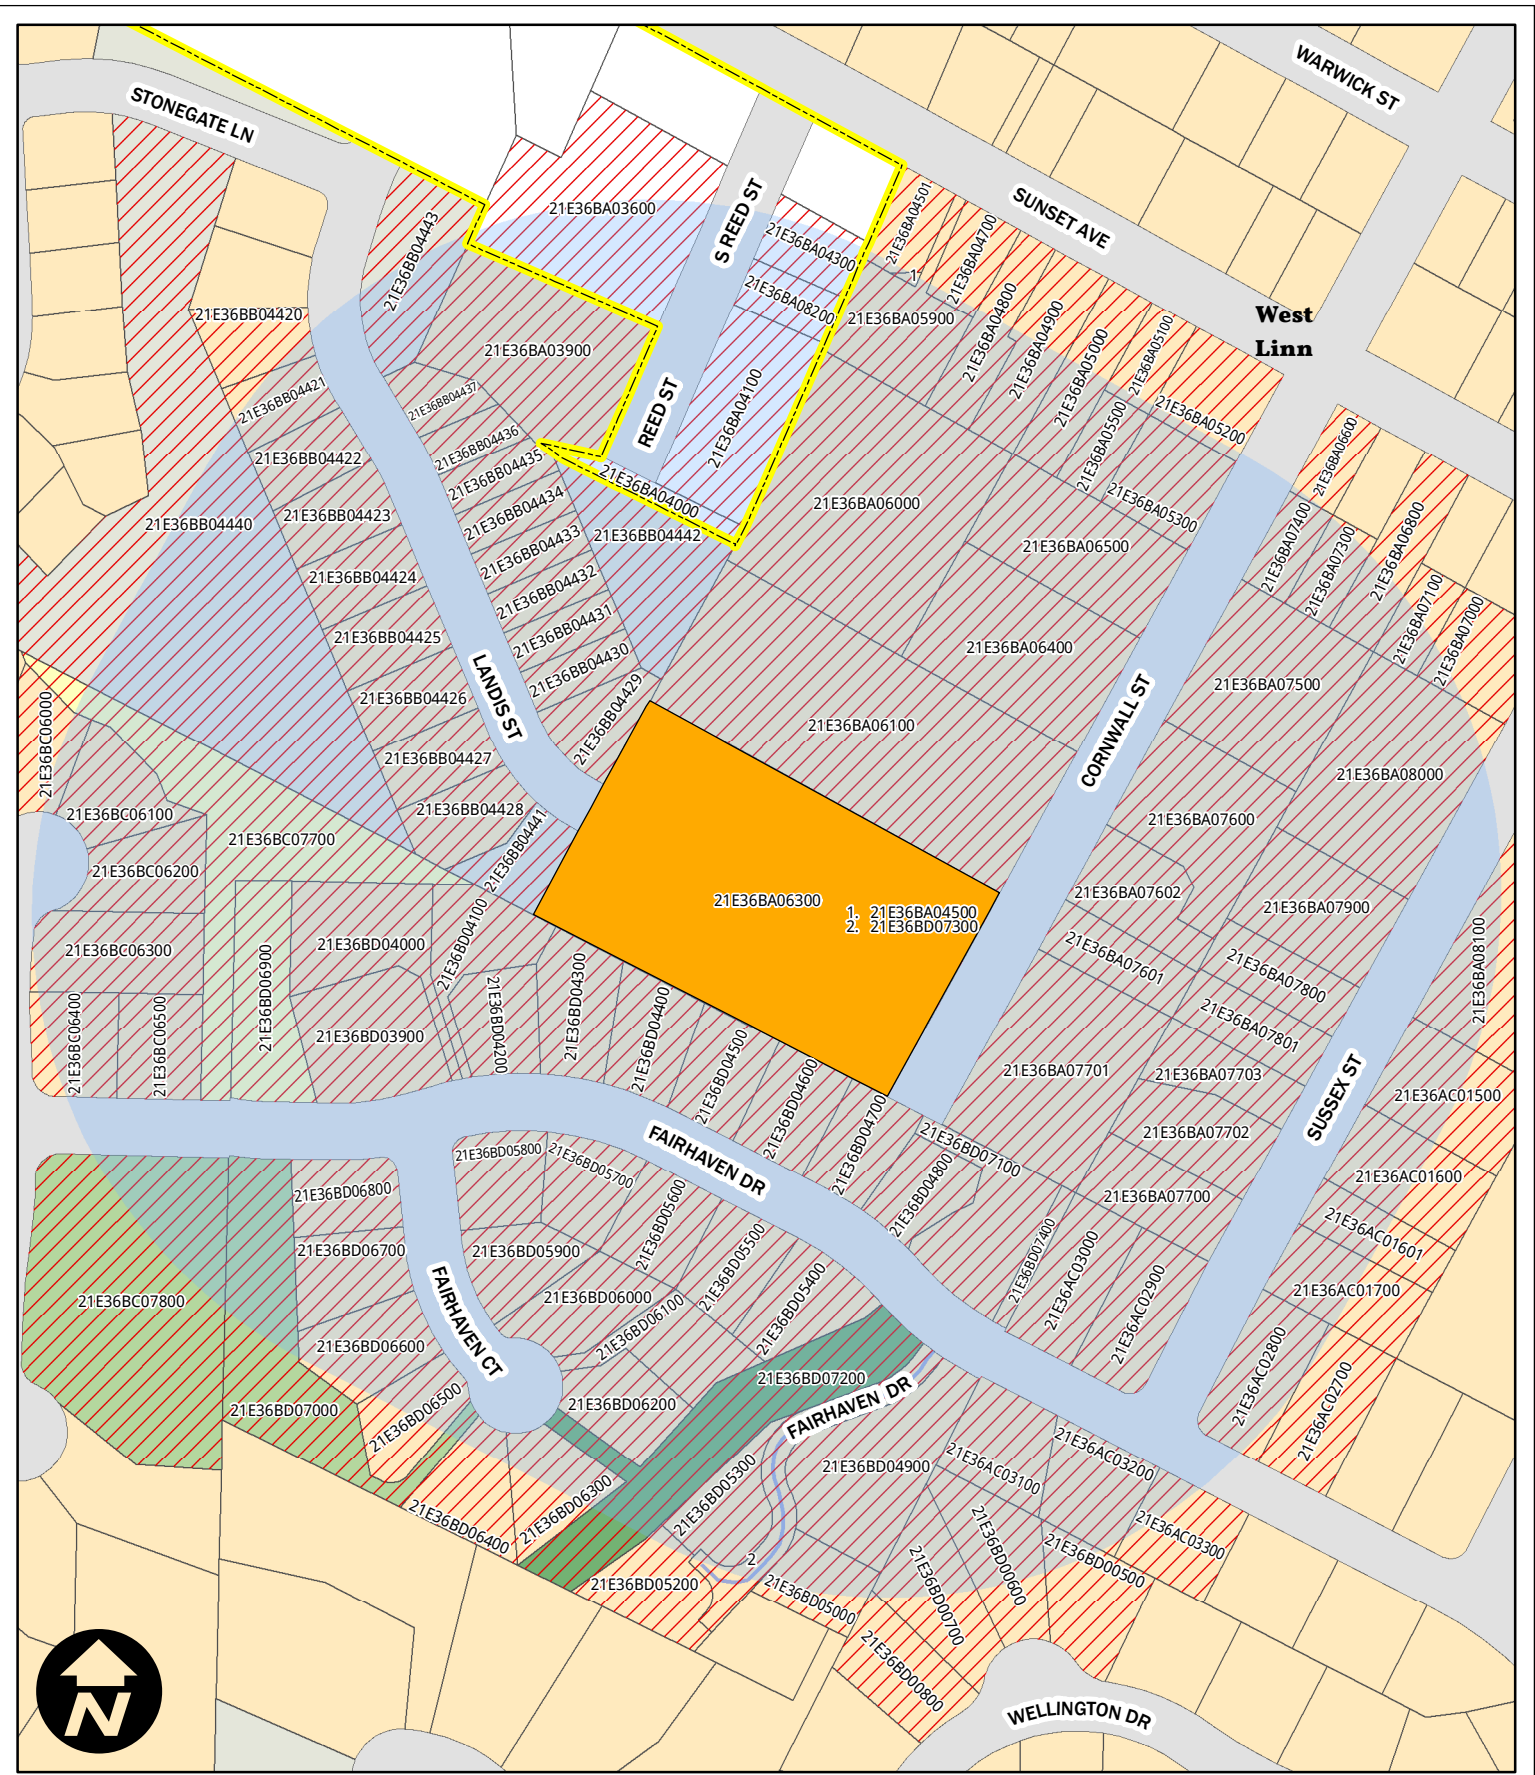 WARWICK ST
STONEGATE LN
SUNSET AVE
S REED ST
21E36BA03600
21E36BA04501
21E36BA04700
21E36BA04300
21E36BB04443
1
21E36BA08200
21E36BA04800
21E36BB04420
21E36BA05900
West
Linn
21E36BA04900
21E36BA03900
21E36BA05000
21E36BA05100
21E36BB04421
21E36BB04437
REED ST
21E36BA04100
21E36BA05200
21E36BB04436
21E36BA05500
21E36BA06600
21E36BB04422
21E36BB04435
21E36BA04000
21E36BA06000
21E36BA05300
21E36BB04423
21E36BB04434
21E36BB04440
21E36BB04442
21E36BA07400
21E36BA07300
21E36BA06800
21E36BB04433
21E36BA06500
21E36BB04424
21E36BB04432
21E36BA07100
21E36BA07000
21E36BB04425
21E36BB04431
21E36BA06400
21E36BB04430
LANDIS ST
21E36BB04426
21E36BB04429
21E36BA07500
21E36BA06100
CORNWALL ST
21E36BC06000
21E36BB04427
21E36BA08000
21E36BB04428
21E36BC06100
21E36BA07600
21E36BC07700
21E36BB04441
21E36BC06200
21E36BA07602
21E36BA06300
21E36BA07900
1. 21E36BA04500
2. 21E36BD07300
21E36BD04100
21E36BD04000
21E36BC06300
21E36BA07601
21E36BA08100
21E36BA07800
21E36BD06900
21E36BD04300
21E36BD04200
21E36BA07801
21E36BC06400
21E36BC06500
21E36BD03900
21E36BD04400
21E36BD04500
21E36BA07701
21E36BA07703
21E36AC01500
SUSSEX ST
21E36BD04600
21E36BD04700
21E36BA07702
21E36BD07100
21E36BD05800
21E36BD05700
FAIRHAVEN DR
21E36AC01600
21E36BD06800
21E36BD04800
21E36BA07700
21E36BD05600
21E36BD06700
21E36BD05900
21E36AC01601
21E36BD05500
21E36BD07400
21E36AC03000
21E36BC07800
21E36BD06000
21E36BD05400
21E36AC02900
21E36AC01700
FAIRHAVEN CT
21E36BD06100
21E36BD06600
21E36BD07200
21E36AC02800
FAIRHAVEN DR
21E36BD07000
21E36BD06500
21E36BD06200
21E36AC02700
21E36AC03200
21E36BD04900
21E36AC03100
21E36BD05300
21E36BD06300
21E36BD06400
21E36AC03300
21E36BD00600
2
21E36BD00500
21E36BD05200
21E36BD05000
21E36BD00700
21E36BD00800
N
WELLINGTON DR